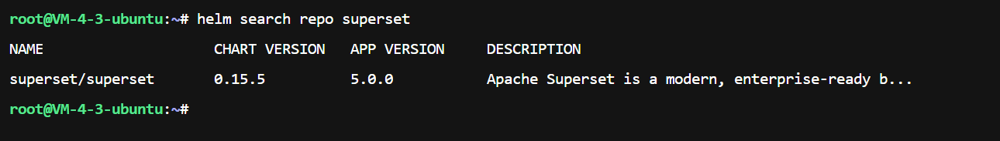 root@VM-4-3-ubuntu:~# helm search repo superset
NAME CHART VERSION APP VERSION DESCRIPTION
superset/superset 0.15.5 5.0.0 Apache Superset is a modern, enterprise-ready b...
root@VM-4-3-ubuntu:~#